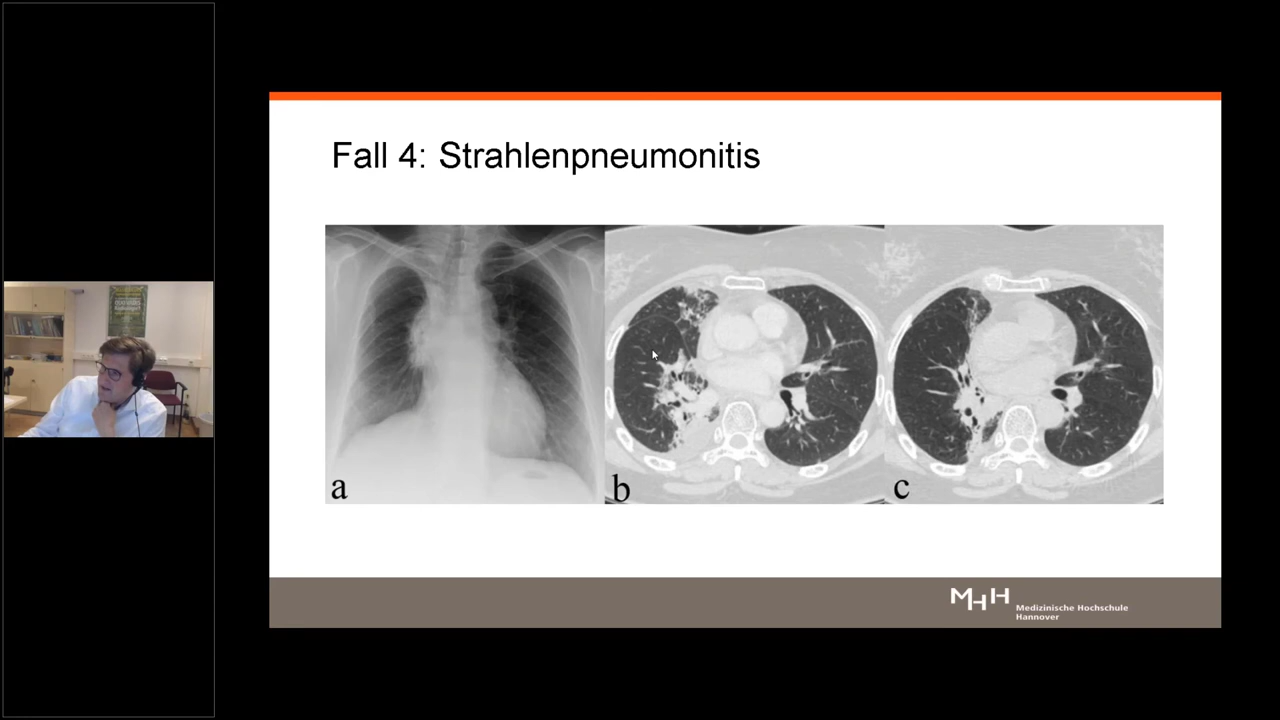 Fall 4: Strahlenpneumonitis
a
b
c
MHH
Medizinische Hochschule
Hannover